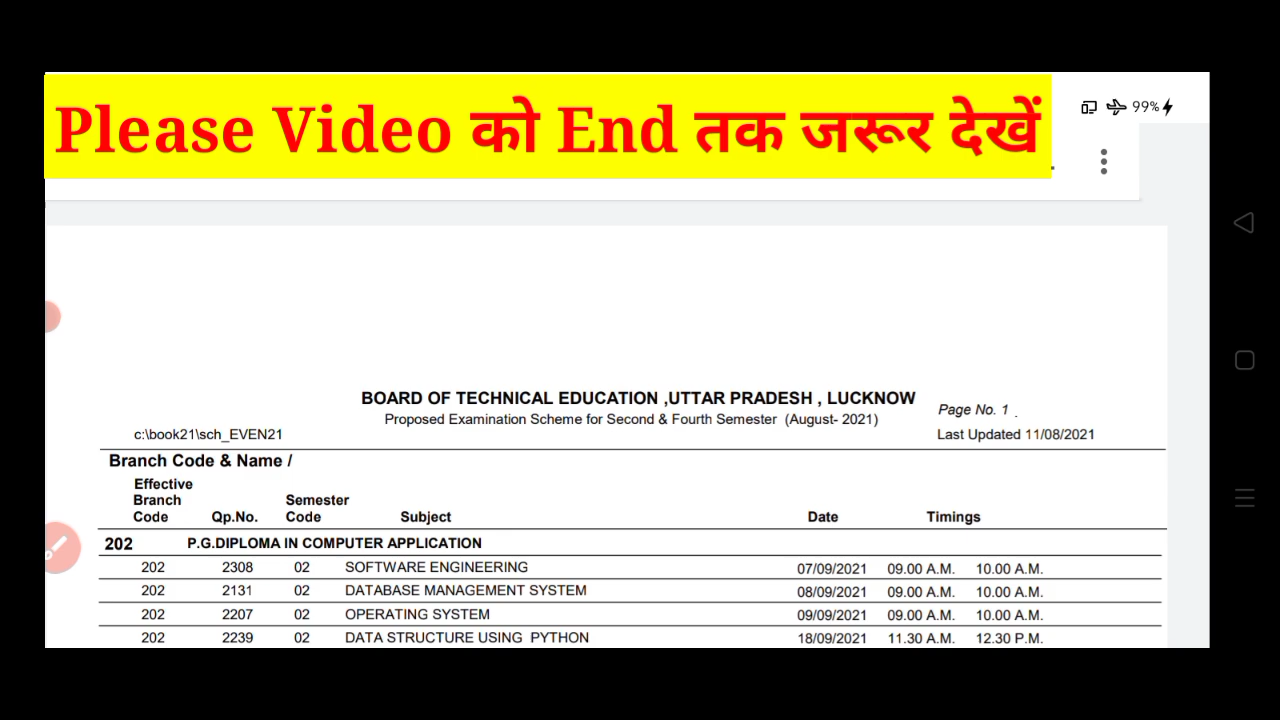 Please Video को End तक जरूर देखें
99%
BOARD OF TECHNICAL EDUCATION ,UTTAR PRADESH , LUCKNOW
Page No. 1 .
Proposed Examination Scheme for Second & Fourth Semester (August- 2021)
c:\book21\sch_EVEN21 Last Updated 11/08/2021
Branch Code & Name /
Effective
Branch Semester
Code Qp.No. Code Subject Date Timings
202 P.G.DIPLOMA IN COMPUTER APPLICATION
202 2308 02 SOFTWARE ENGINEERING 07/09/2021 09.00 A.M. 10.00 A.M.
202 2131 02 DATABASE MANAGEMENT SYSTEM 08/09/2021 09.00 A.M. 10.00 A.M.
202 2207 02 OPERATING SYSTEM 09/09/2021 09.00 A.M. 10.00 A.M.
202 2239 02 DATA STRUCTURE USING PYTHON 18/09/2021 11.30 A.M. 12.30 P.M.